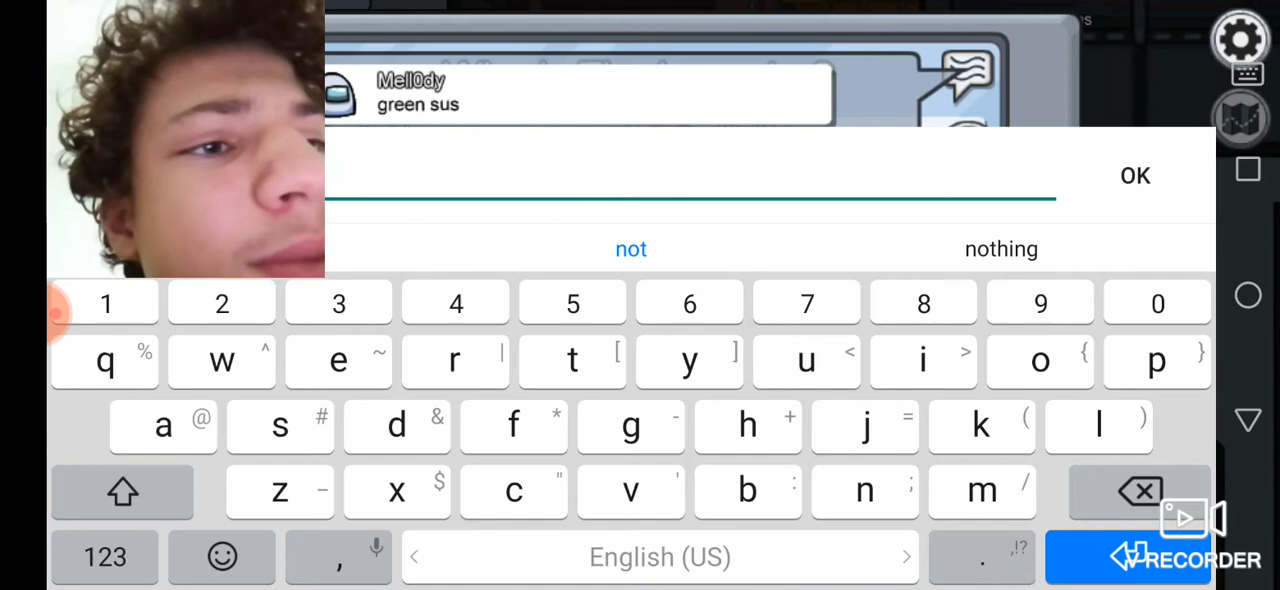 es
Mell0dy
green sus
OK
not nothing
1 2 3 4 5 6 7 8 9 0
q % w ^ e ~ r | t [ y ] u < i > o { p }
a @ s # d & f * g - h + j = k ( l )
z _ x $ c " v ' b : n ; m /
123 , < English (US) > . ,!?
V RECORDER